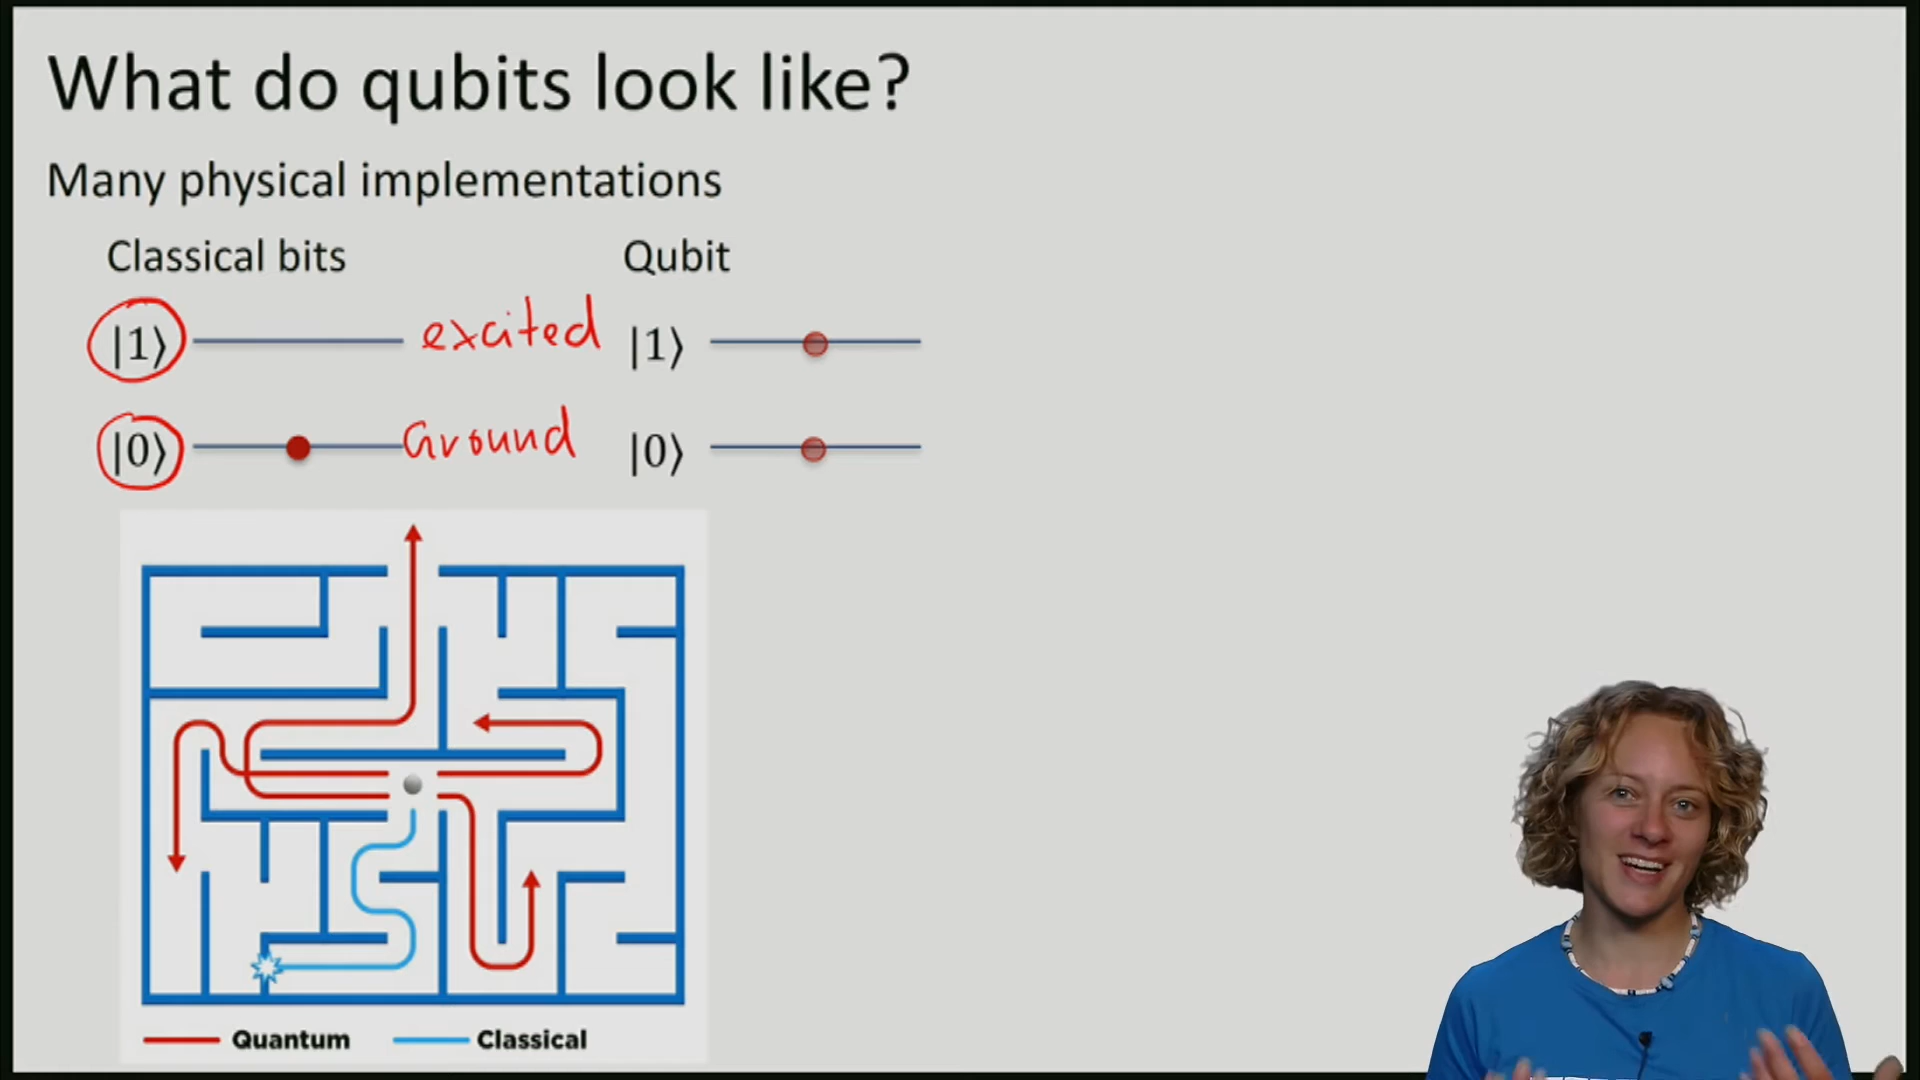 What do qubits look like?
Many physical implementations
Classical bits Qubit
|1⟩ excited |1⟩
|0⟩ Ground |0⟩
Quantum Classical